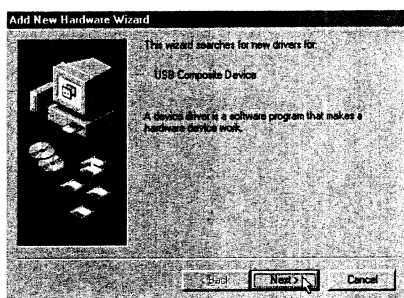 Add New Hardware Wizard
This wizard searches for new drivers for:
USB Composite Device
A device driver is a software program that makes a
hardware device work.
< Back
Next >
Cancel